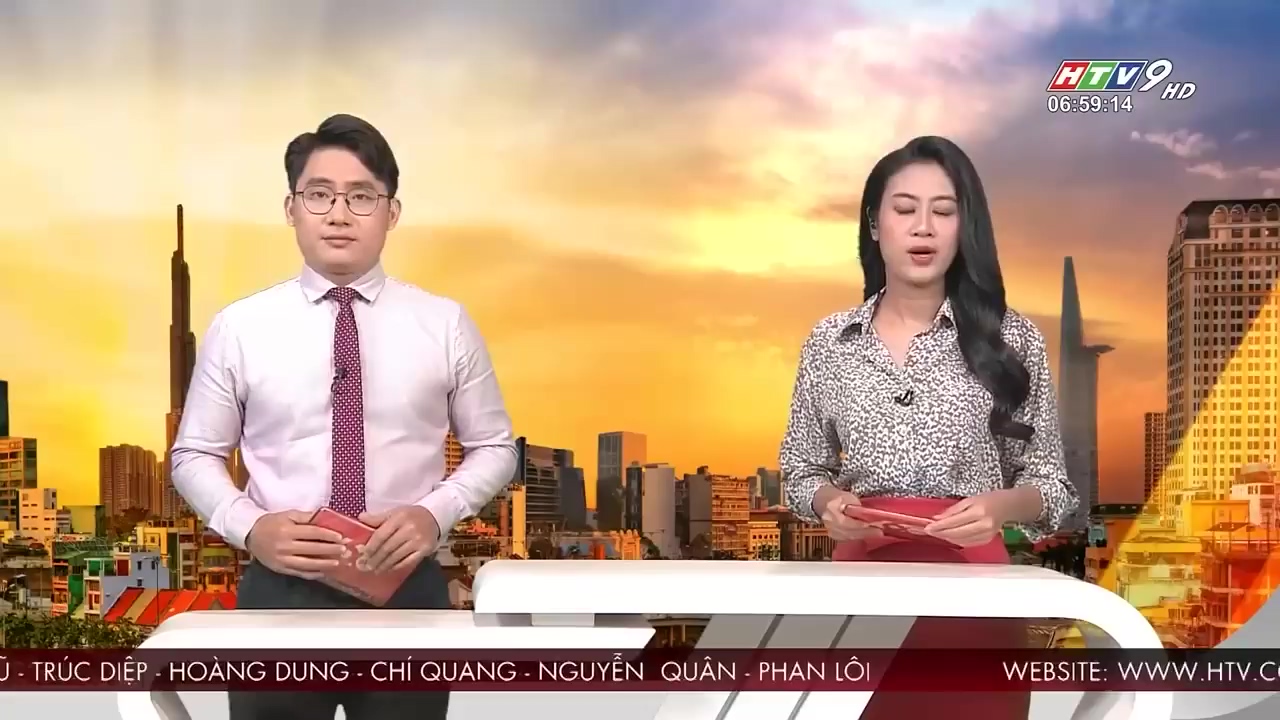 HTV9 HD
06:59:14
Ũ - TRÚC DIỆP - HOÀNG DUNG - CHÍ QUANG - NGUYỄN QUÂN - PHAN LÔI WEBSITE: WWW.HTV.CO